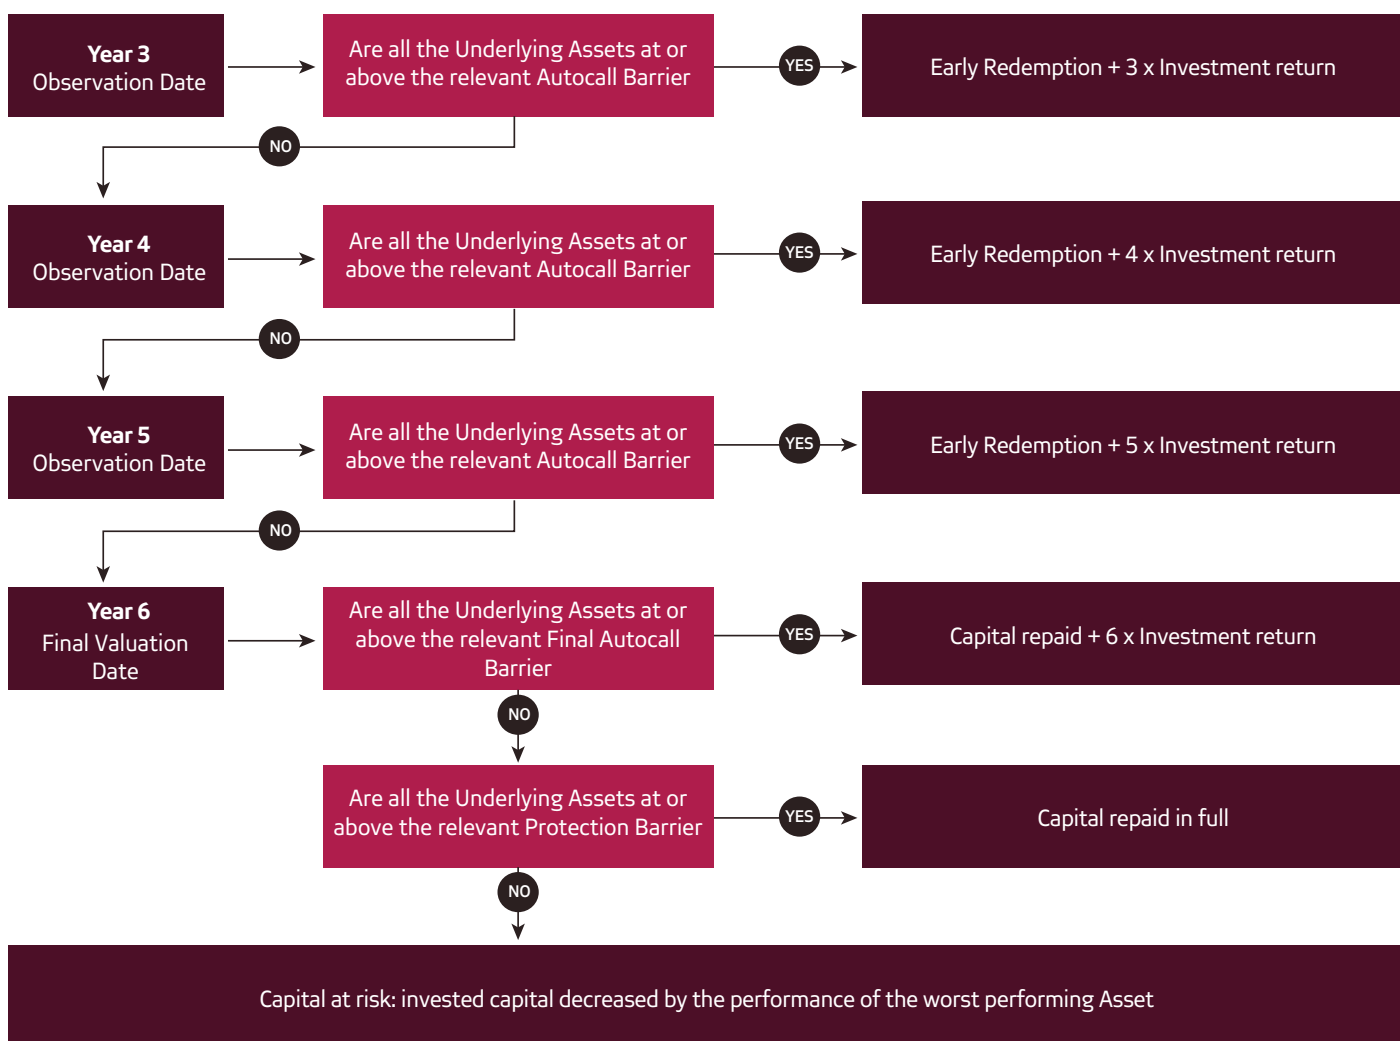 Year 3
Observation Date
Are all the Underlying Assets at or
above the relevant Autocall Barrier
YES
Early Redemption + 3 x Investment return
NO
Year 4
Observation Date
Are all the Underlying Assets at or
above the relevant Autocall Barrier
YES
Early Redemption + 4 x Investment return
NO
Year 5
Observation Date
Are all the Underlying Assets at or
above the relevant Autocall Barrier
YES
Early Redemption + 5 x Investment return
NO
Year 6
Final Valuation
Date
Are all the Underlying Assets at or
above the relevant Final Autocall
Barrier
YES
Capital repaid + 6 x Investment return
NO
Are all the Underlying Assets at or
above the relevant Protection Barrier
YES
Capital repaid in full
NO
Capital at risk: invested capital decreased by the performance of the worst performing Asset